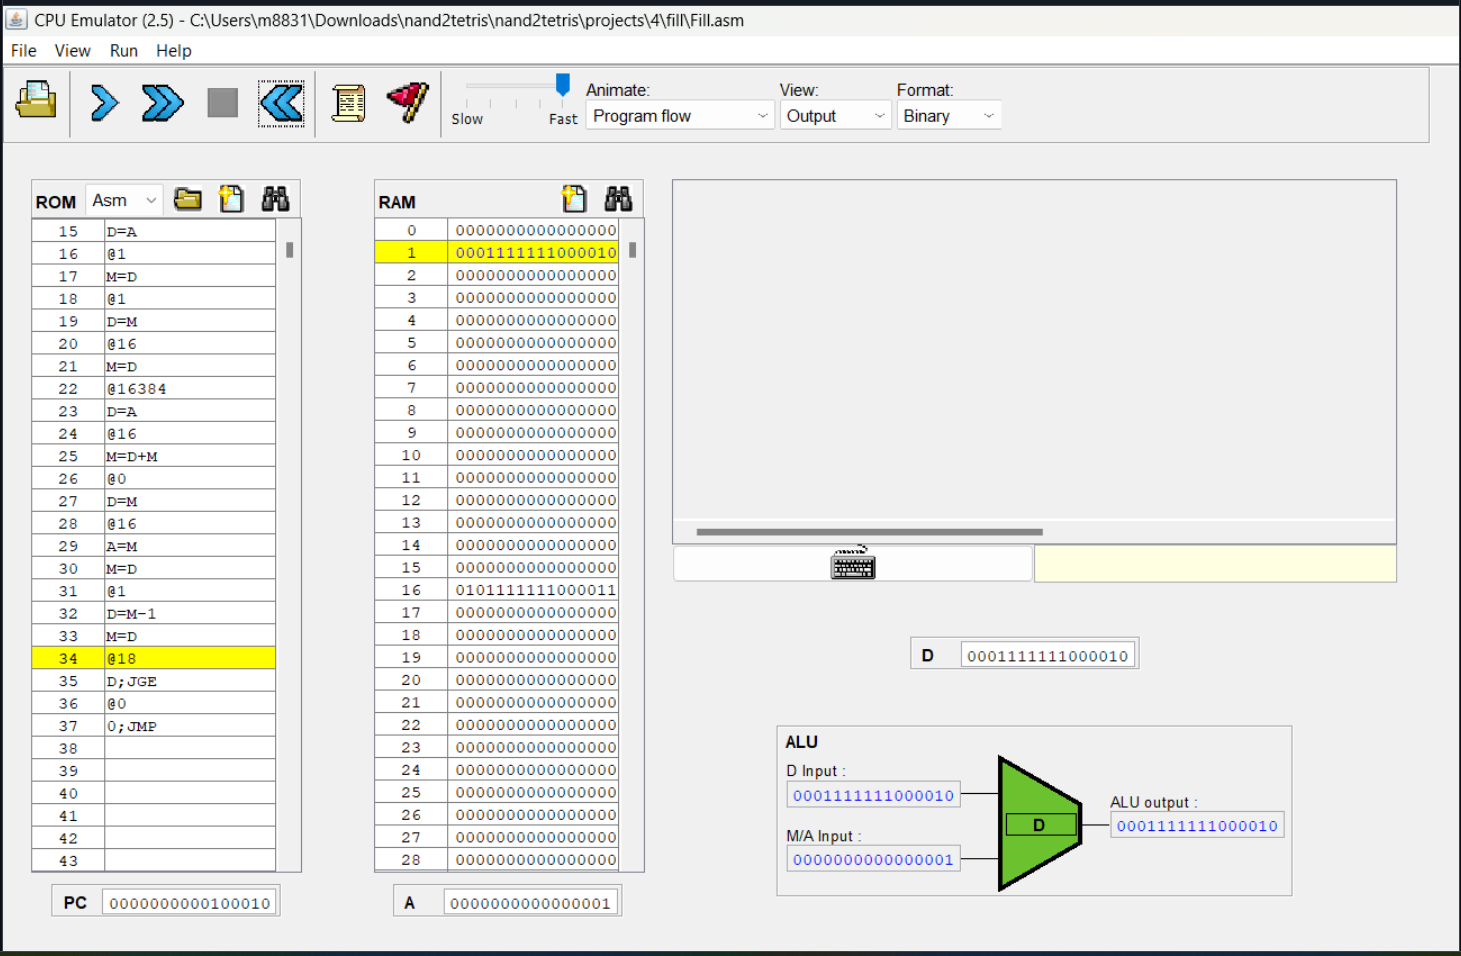 CPU Emulator (2.5) - C:\Users\m8831\Downloads\nand2tetris\nand2tetris\projects\4\fill\Fill.asm
File View Run Help
Slow Fast
Animate: View: Format:
Program flow Output Binary
ROM Asm
15 D=A
16 @1
17 M=D
18 @1
19 D=M
20 @16
21 M=D
22 @16384
23 D=A
24 @16
25 M=D+M
26 @0
27 D=M
28 @16
29 A=M
30 M=D
31 @1
32 D=M-1
33 M=D
34 @18
35 D;JGE
36 @0
37 0;JMP
38
39
40
41
42
43
PC 0000000000100010
RAM
0 0000000000000000
1 0001111111000010
2 0000000000000000
3 0000000000000000
4 0000000000000000
5 0000000000000000
6 0000000000000000
7 0000000000000000
8 0000000000000000
9 0000000000000000
10 0000000000000000
11 0000000000000000
12 0000000000000000
13 0000000000000000
14 0000000000000000
15 0000000000000000
16 0101111111000011
17 0000000000000000
18 0000000000000000
19 0000000000000000
20 0000000000000000
21 0000000000000000
22 0000000000000000
23 0000000000000000
24 0000000000000000
25 0000000000000000
26 0000000000000000
27 0000000000000000
28 0000000000000000
A 0000000000000001
D 0001111111000010
ALU
D Input :
0001111111000010
M/A Input :
0000000000000001
D
ALU output :
0001111111000010